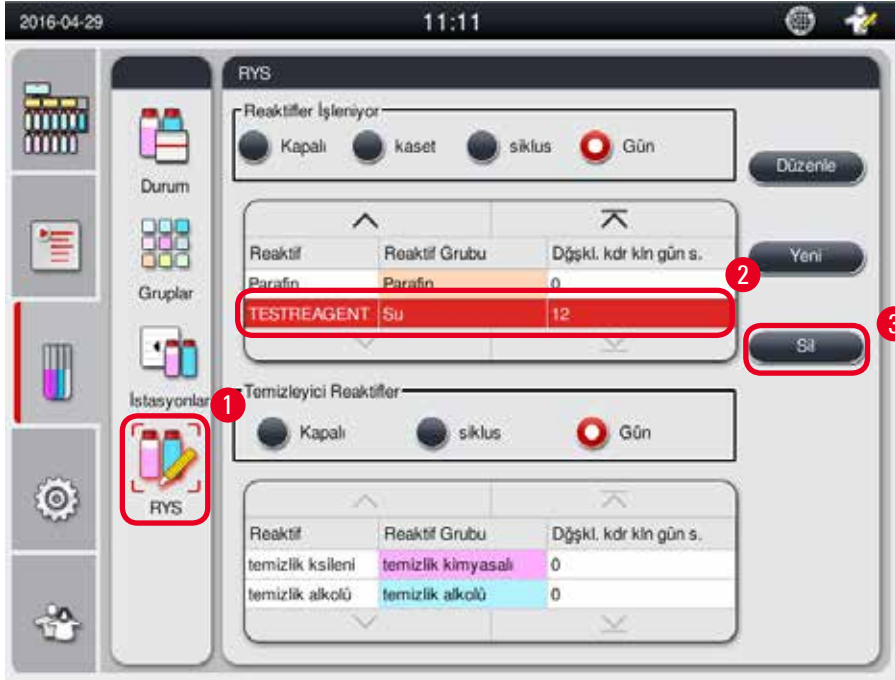 2016-04-29 11:11
RYS
Reaktifler İşleniyor
Kapalı kaset siklus Gün
Düzenle
Durum
Reaktif Reaktif Grubu Dğşkl. kdr kln gün s.
Yeni
Parafin Parafin 0
2
Gruplar
TESTREAGENT Su 12
3
Sil
İstasyonlar
1
Temizleyici Reaktifler
Kapalı siklus Gün
RYS
Reaktif Reaktif Grubu Dğşkl. kdr kln gün s.
temizlik ksileni temizlik kimyasalı 0
temizlik alkolü temizlik alkolü 0